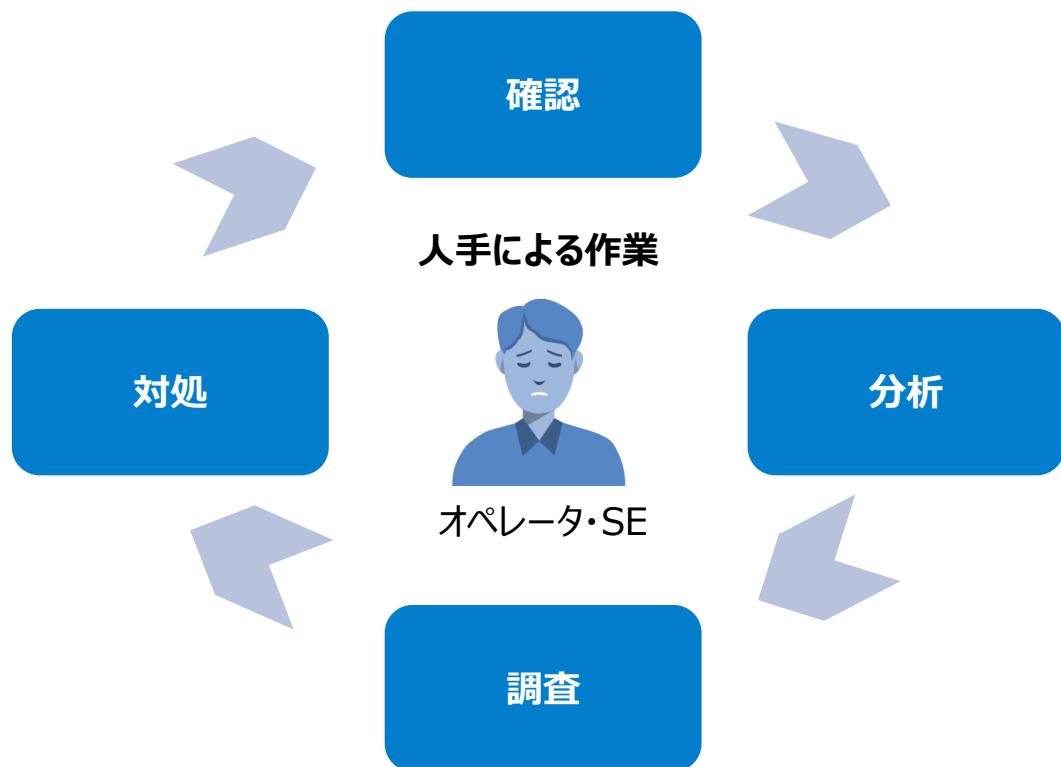 確認
人手による作業
対処
分析
オペレータ・SE
調査